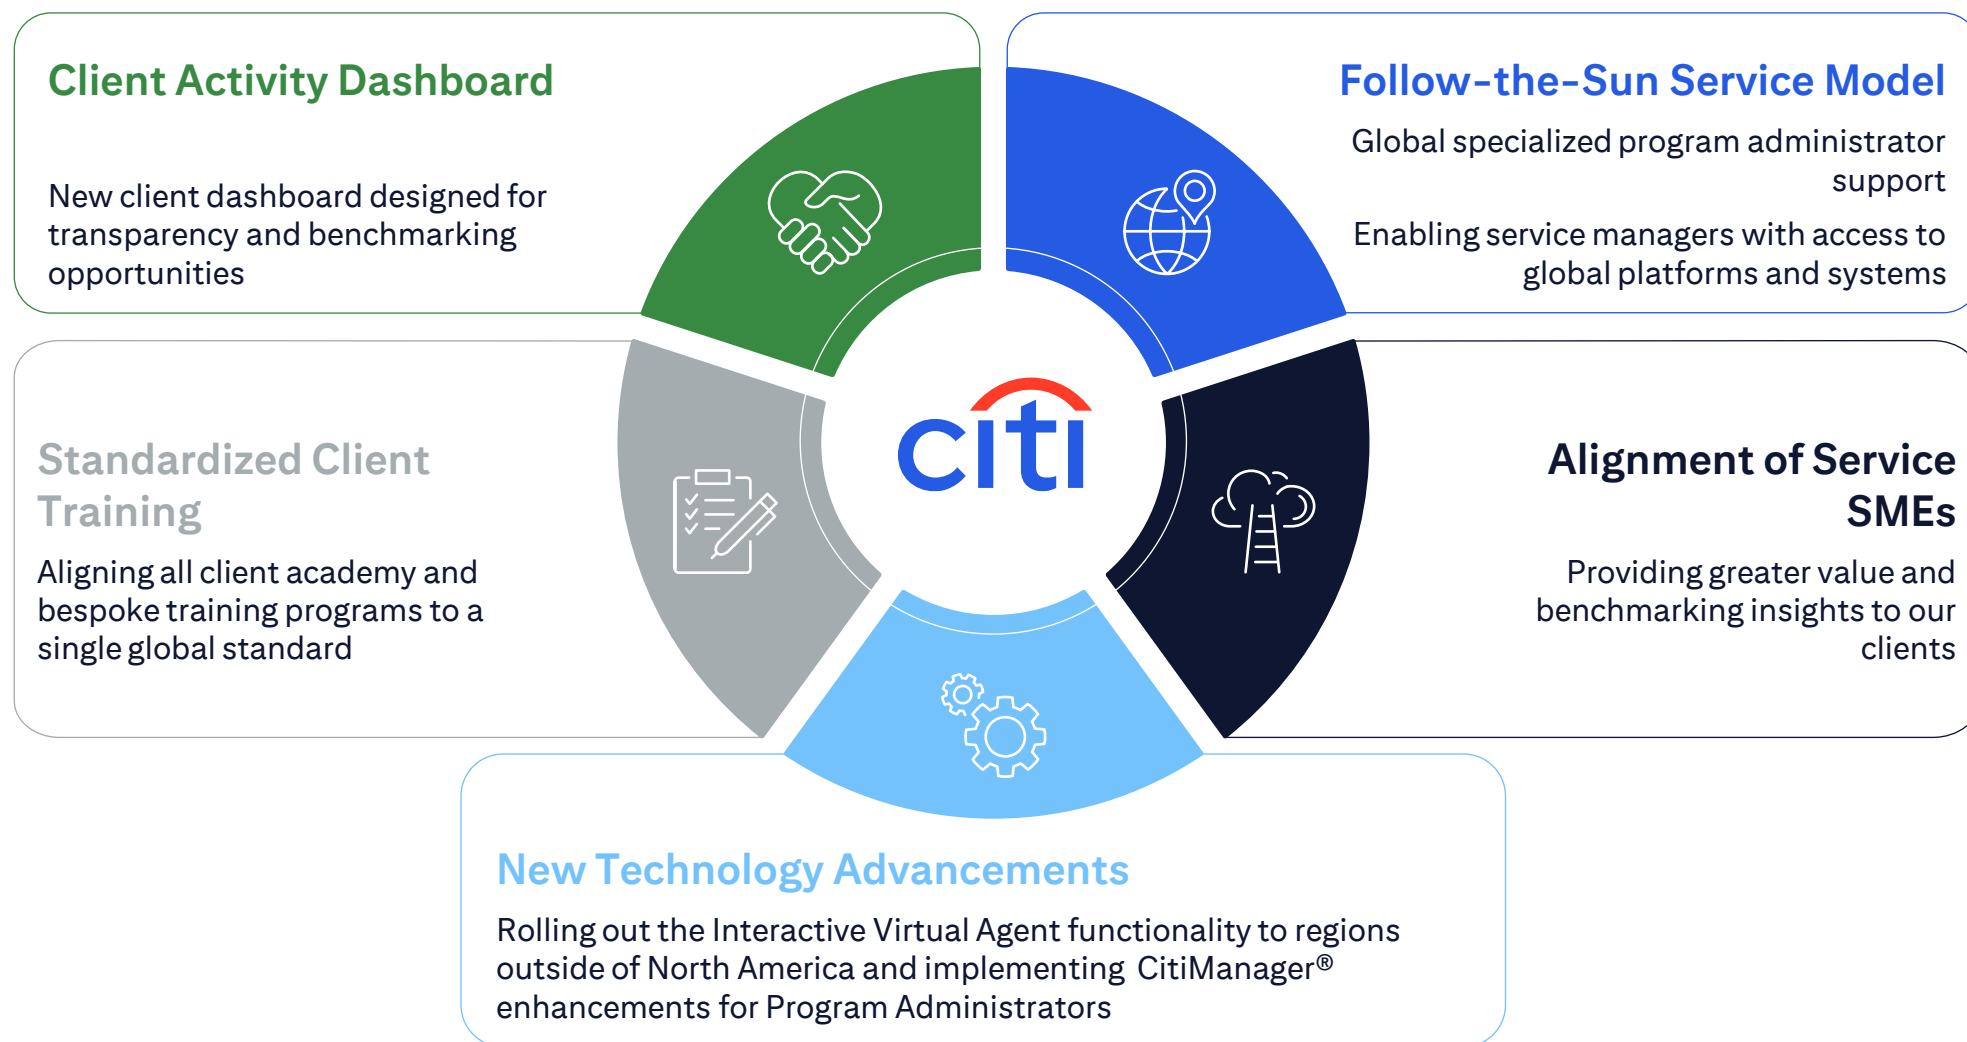 Client Activity Dashboard
New client dashboard designed for
transparency and benchmarking
opportunities
Follow-the-Sun Service Model
Global specialized program administrator
support
Enabling service managers with access to
global platforms and systems
citi
Standardized Client
Training
Aligning all client academy and
bespoke training programs to a
single global standard
Alignment of Service
SMEs
Providing greater value and
benchmarking insights to our
clients
New Technology Advancements
Rolling out the Interactive Virtual Agent functionality to regions
outside of North America and implementing CitiManager®
enhancements for Program Administrators